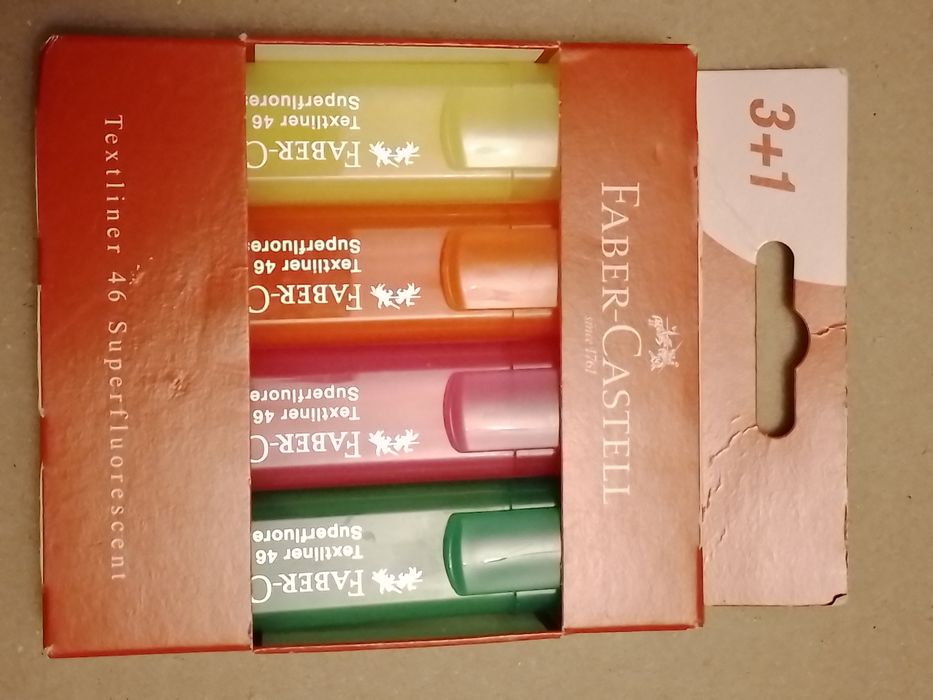 3+1
FABER-CASTELL
since 1761
FABER-C
Textliner 46
Superfluores
FABER-C
Textliner 46
Superfluores
FABER-C
Textliner 46
Superfluore
FABER-C
Textliner 46
Superfluore
Textliner 46 Superfluorescent